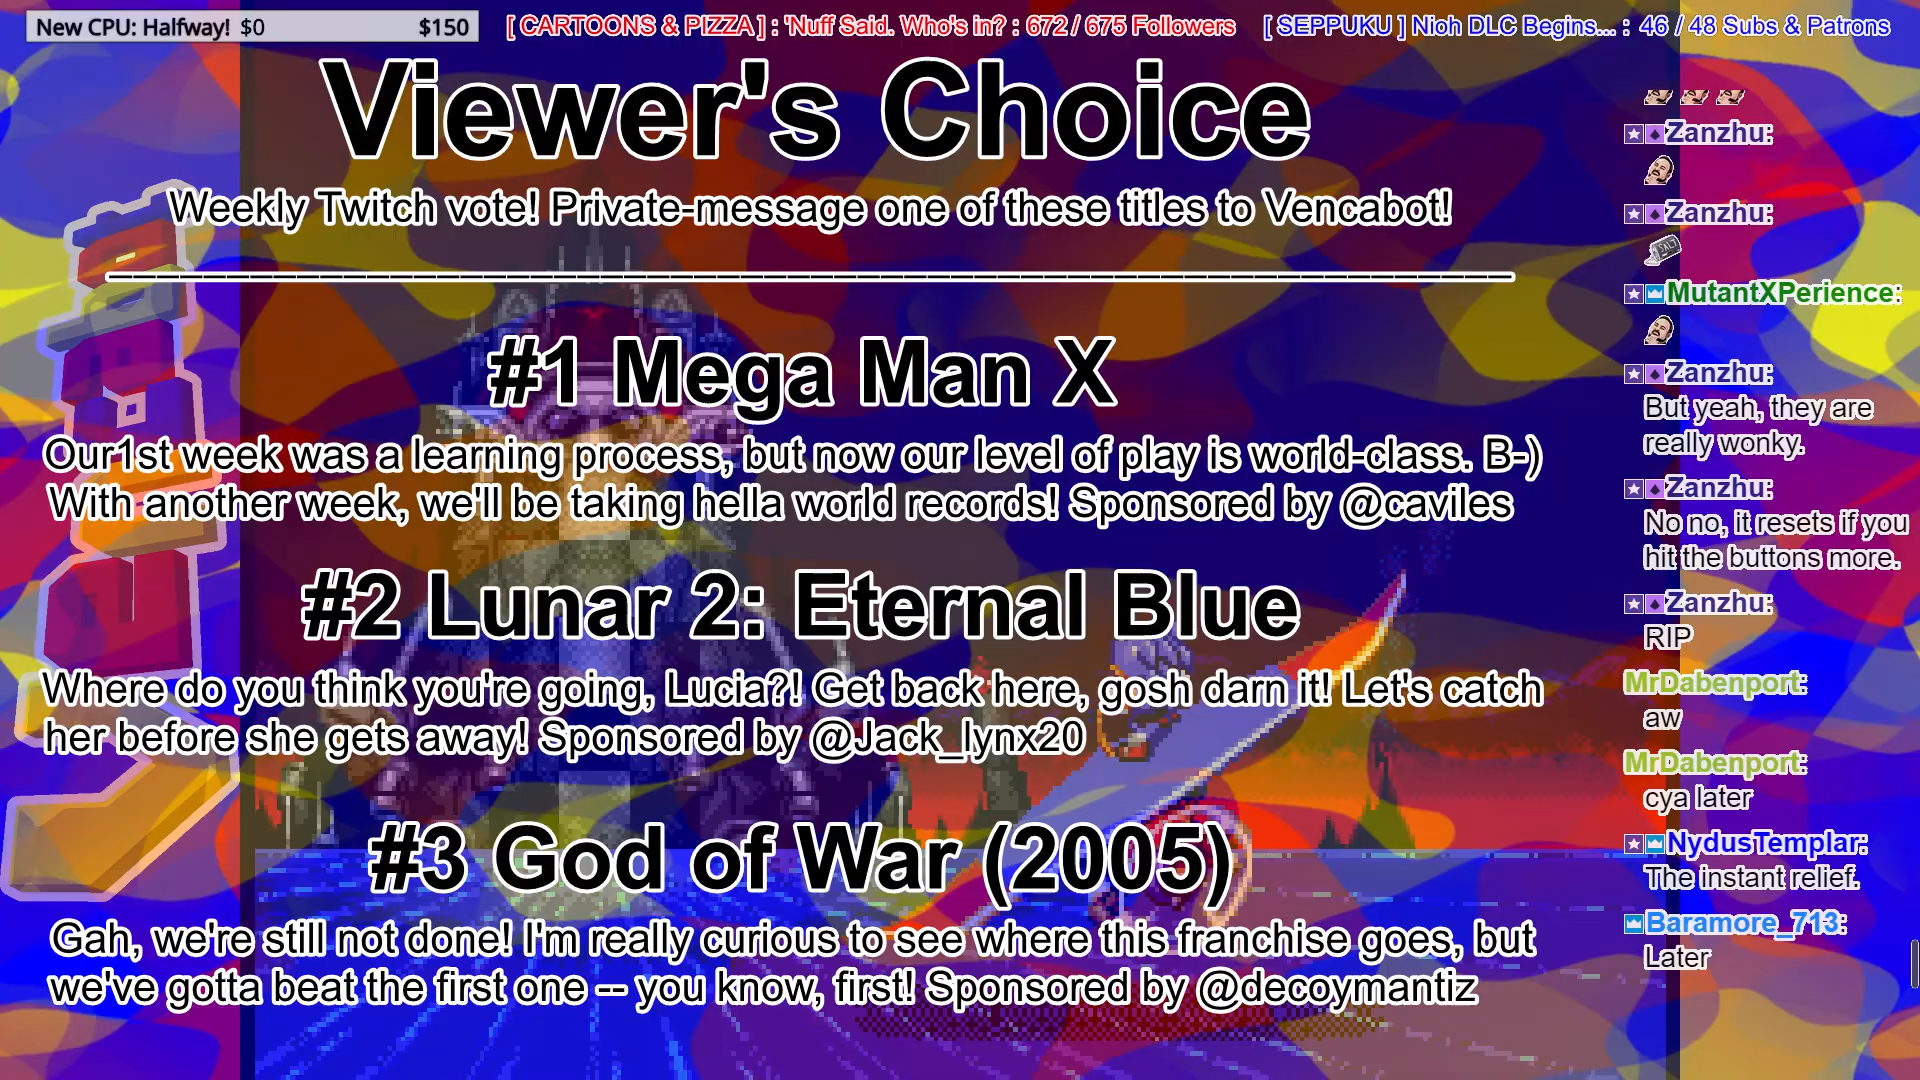 New CPU: Halfway! $0 $150
[ CARTOONS & PIZZA ] : 'Nuff Said. Who's in? : 672 / 675 Followers
[ SEPPUKU ] Nioh DLC Begins... : 46 / 48 Subs & Patrons
Viewer's Choice
Weekly Twitch vote! Private-message one of these titles to Vencabot!
#1 Mega Man X
Our1st week was a learning process, but now our level of play is world-class. B-)
With another week, we'll be taking hella world records! Sponsored by @caviles
#2 Lunar 2: Eternal Blue
Where do you think you're going, Lucia?! Get back here, gosh darn it! Let's catch
her before she gets away! Sponsored by @Jack_lynx20
#3 God of War (2005)
Gah, we're still not done! I'm really curious to see where this franchise goes, but
we've gotta beat the first one -- you know, first! Sponsored by @decoymantiz
Zanzhu:
Zanzhu:
SALT
MutantXPerience:
Zanzhu:
But yeah, they are
really wonky.
Zanzhu:
No no, it resets if you
hit the buttons more.
Zanzhu:
RIP
MrDabenport:
aw
MrDabenport:
cya later
NydusTemplar:
The instant relief.
Baramore_713:
Later